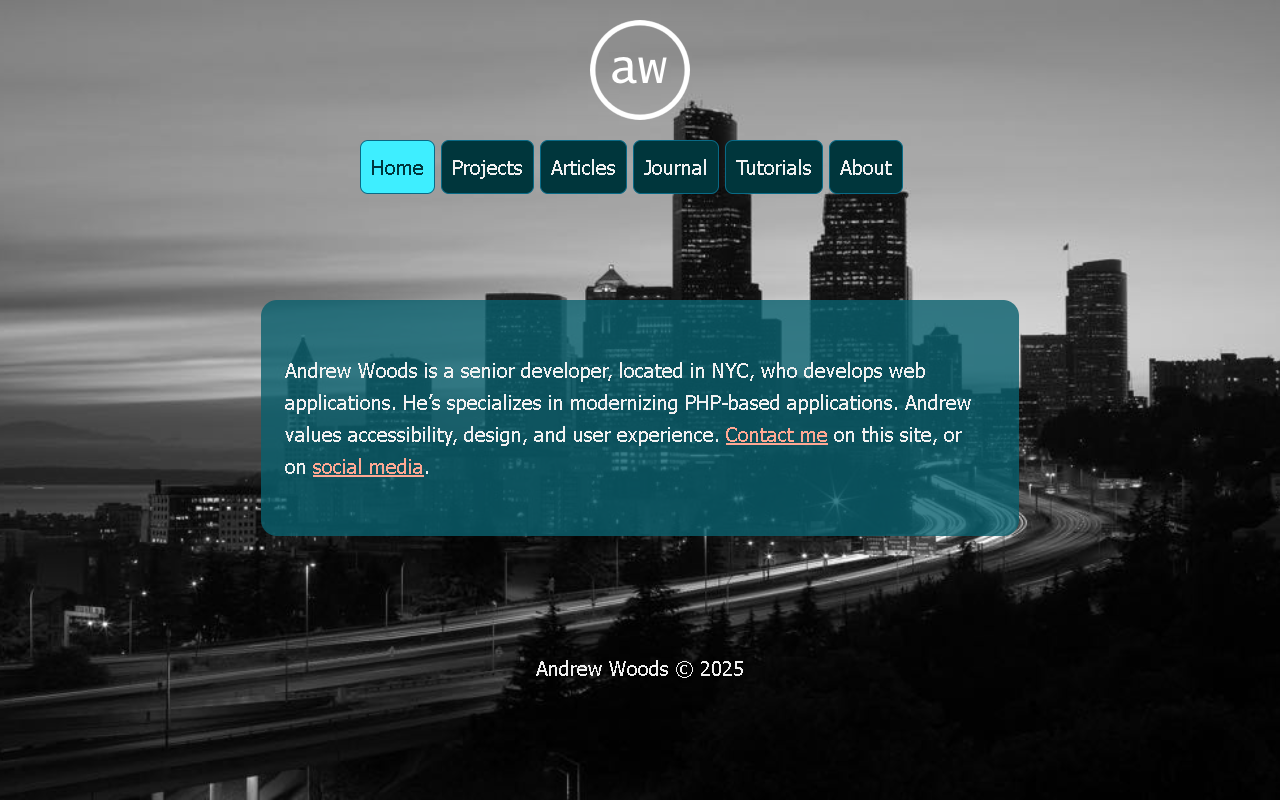 aw
Home Projects Articles Journal Tutorials About
Andrew Woods is a senior developer, located in NYC, who develops web
applications. He’s specializes in modernizing PHP-based applications. Andrew
values accessibility, design, and user experience. Contact me on this site, or
on social media.
Andrew Woods © 2025